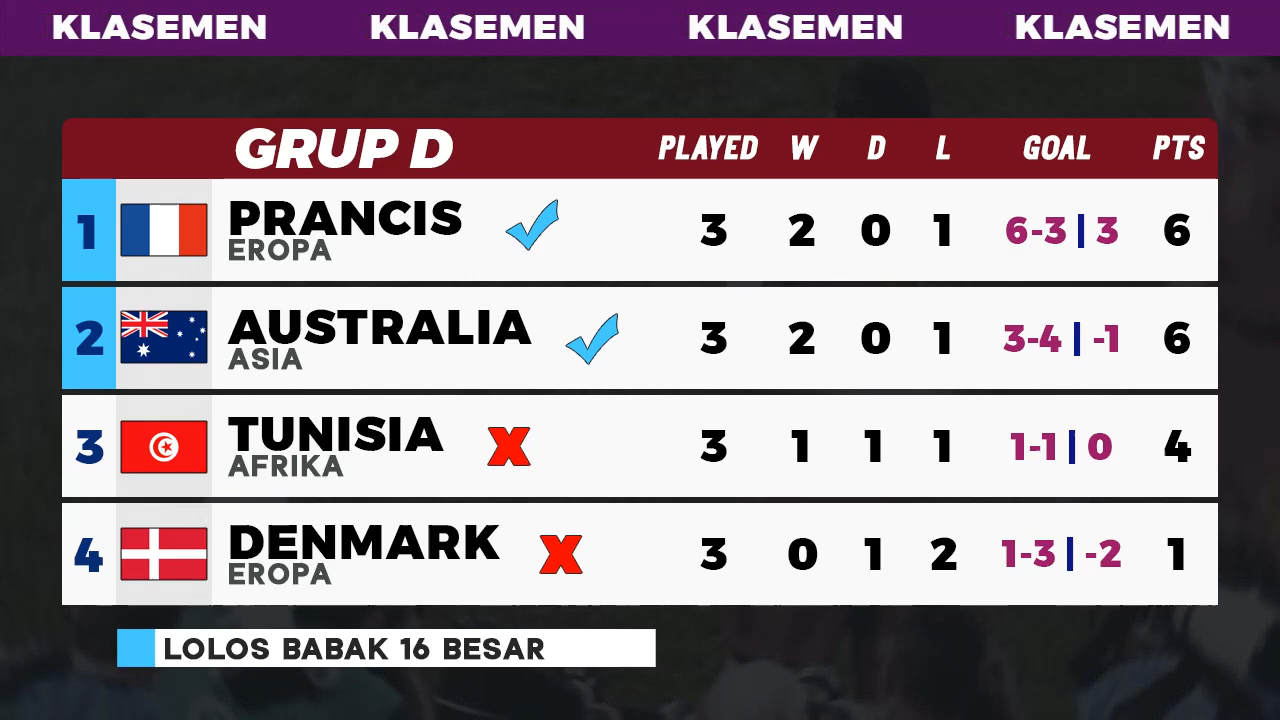 KLASEMEN KLASEMEN KLASEMEN KLASEMEN
GRUP D PLAYED W D L GOAL PTS
1 PRANCIS 3 2 0 1 6-3 | 3 6
EROPA
2 AUSTRALIA 3 2 0 1 3-4 | -1 6
ASIA
3 TUNISIA X 3 1 1 1 1-1 | 0 4
AFRIKA
4 DENMARK X 3 0 1 2 1-3 | -2 1
EROPA
LOLOS BABAK 16 BESAR